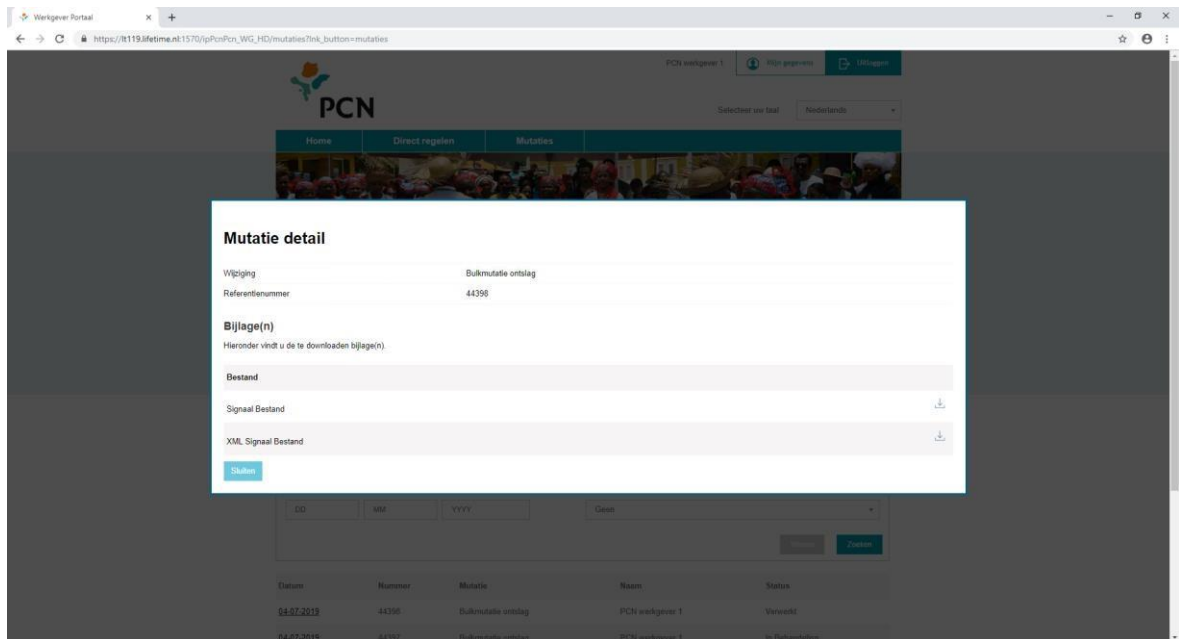 Werkgever Portaal
https://lt119.lifetime.nl:1570/ipPcnPcn_WG_HD/mutaties?lnk_button=mutaties
PCN werkgever 1 Mijn gegevens Uitloggen
PCN
Selecteer uw taal Nederlands
Home Direct regelen Mutaties
Mutatie detail
Wijziging Bulkmutatie ontslag
Referentienummer 44398
Bijlage(n)
Hieronder vindt u de te downloaden bijlage(n).
Bestand
Signaal Bestand
XML Signaal Bestand
Sluiten
DD MM YYYY Geen
Zoeken
Datum Nummer Mutatie Naam Status
04-07-2019 44398 Bulkmutatie ontslag PCN werkgever 1 Verwerkt
04-07-2019 44397 Bulkmutatie ontslag PCN werkgever 1 In Behandeling